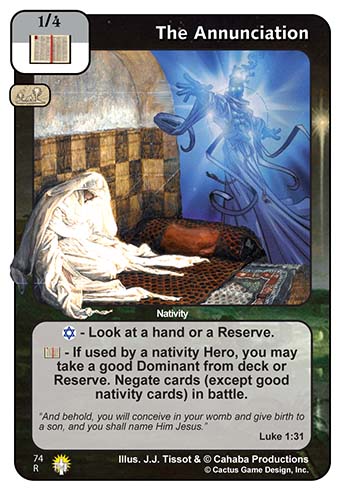 1/4
The Annunciation
Nativity
- Look at a hand or a Reserve.
- If used by a nativity Hero, you may
take a good Dominant from deck or
Reserve. Negate cards (except good
nativity cards) in battle.
“And behold, you will conceive in your womb and give birth to
a son, and you shall name Him Jesus.”
Luke 1:31
74
R
Illus. J.J. Tissot & © Cahaba Productions
© Cactus Game Design, Inc.